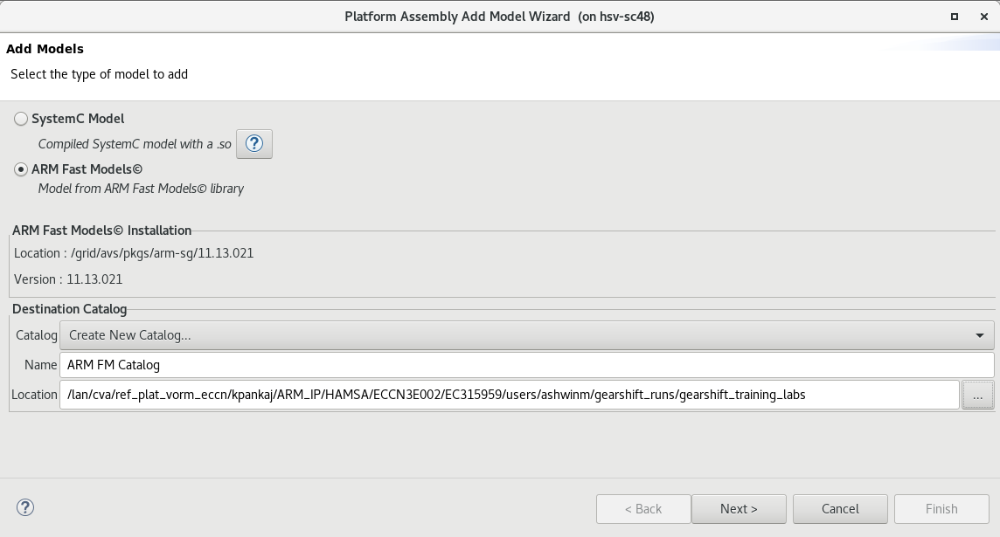 Platform Assembly Add Model Wizard (on hsv-sc48)
Add Models
Select the type of model to add
SystemC Model
Compiled SystemC model with a .so
?
ARM Fast Models©
Model from ARM Fast Models© library
ARM Fast Models© Installation
Location : /grid/avs/pkgs/arm-sg/11.13.021
Version : 11.13.021
Destination Catalog
Catalog Create New Catalog...
Name ARM FM Catalog
Location /lan/cva/ref_plat_vorm_eccn/kpankaj/ARM_IP/HAMSA/ECCN3E002/EC315959/users/ashwinm/gearshift_runs/gearshift_training_labs ...
? < Back Next > Cancel Finish